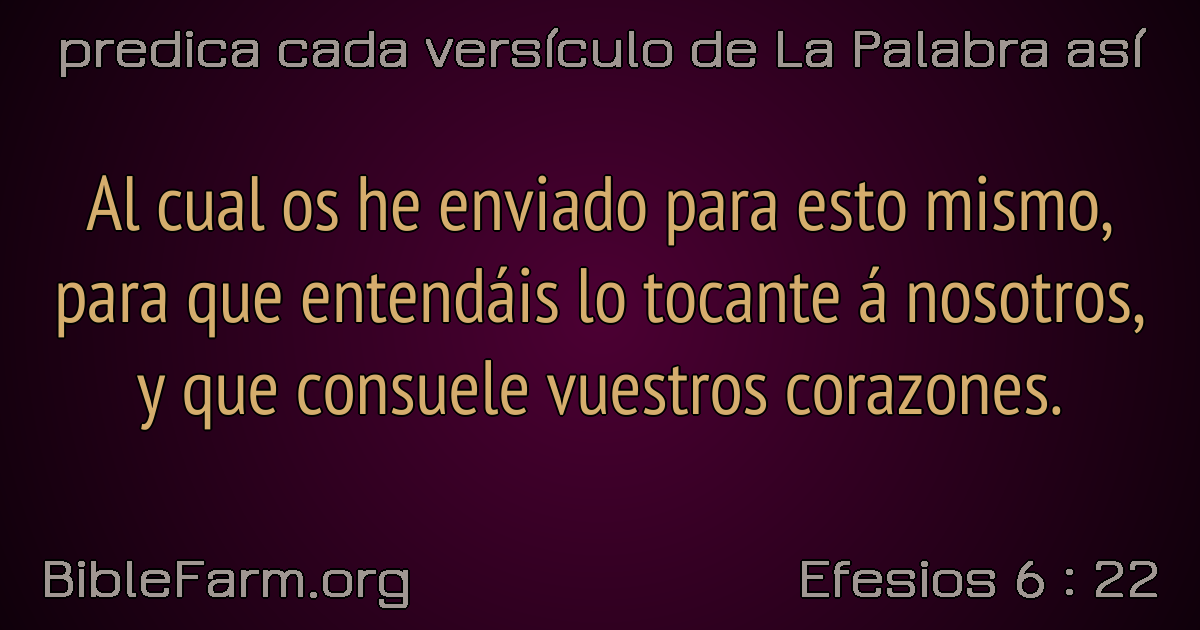 predica cada versículo de La Palabra así
Al cual os he enviado para esto mismo,
para que entendáis lo tocante á nosotros,
y que consuele vuestros corazones.
BibleFarm.org
Efesios 6 : 22